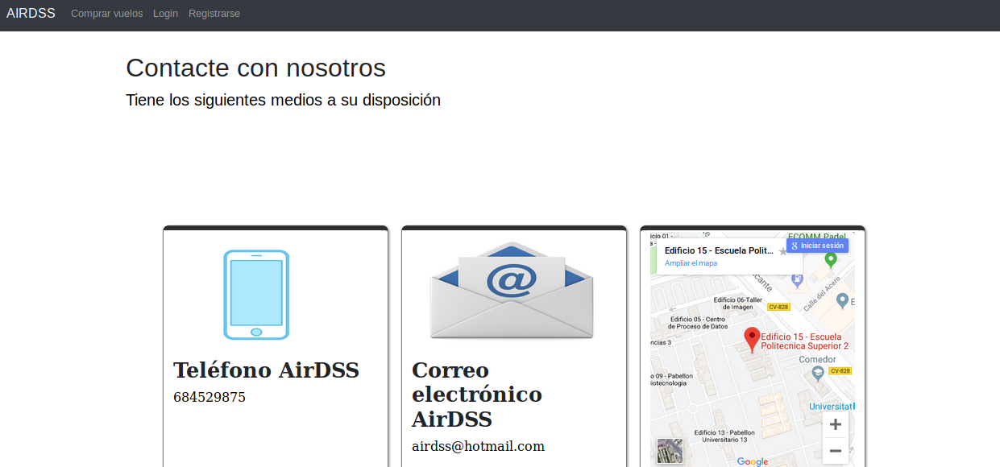 AIRDSS Comprar vuelos Login Registrarse
Contacte con nosotros
Tiene los siguientes medios a su disposición
Teléfono AirDSS
684529875
@
Correo
electrónico
AirDSS
airdss@hotmail.com
ficio 01 -
ECOMM Padel
Edificio 15 - Escuela Polit...
Iniciar sesión
Ampliar el mapa
icante
Calle del Acero
Edificio 06-Taller
de Imagen
CV-828
E
Edificio 05 - Centro
de Proceso de Datos
ncias 3
Edificio 15 - Escuela
Politecnica Superior 2
Comedor
CV-828
o 09 - Pabellon
iotecnologia
Universitat
+
Edificio 13 - Pabellon
Universitario 13
−
Google